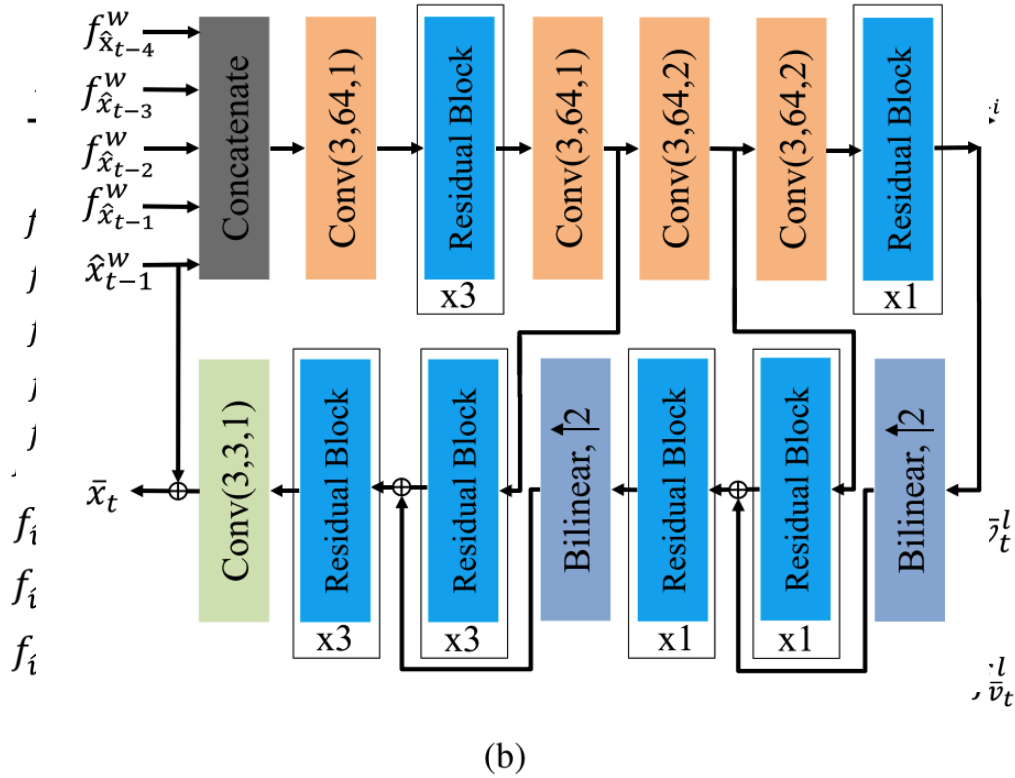 f^w_{x̂_{t−4}}
f^w_{x̂_{t−3}}
f^w_{x̂_{t−2}}
f^w_{x̂_{t−1}}
x̂^w_{t−1}
Concatenate
Conv(3,64,1)
Residual Block
x3
Conv(3,64,1)
Conv(3,64,2)
Conv(3,64,2)
Residual Block
x1
x̄_t
Conv(3,3,1)
Residual Block
x3
Residual Block
x3
Bilinear, ↑2
Residual Block
x1
Residual Block
x1
Bilinear, ↑2
(b)